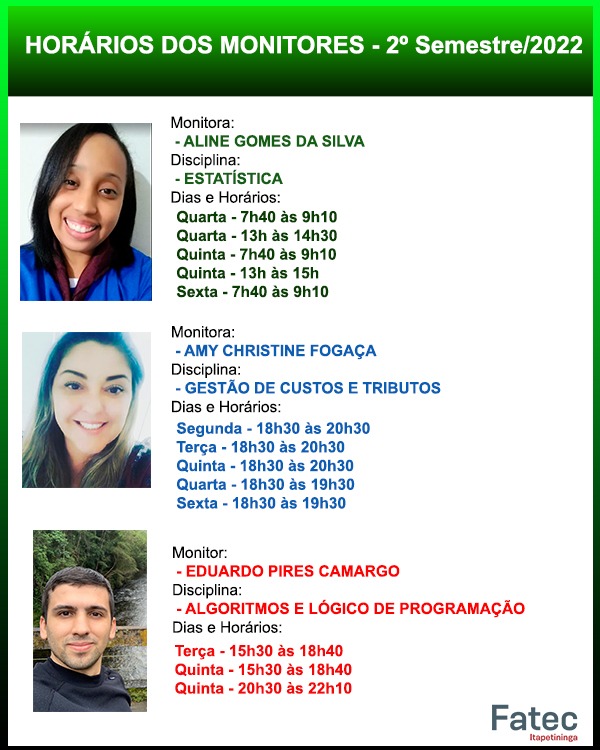 HORÁRIOS DOS MONITORES - 2º Semestre/2022
Monitora:
- ALINE GOMES DA SILVA
Disciplina:
- ESTATÍSTICA
Dias e Horários:
Quarta - 7h40 às 9h10
Quarta - 13h às 14h30
Quinta - 7h40 às 9h10
Quinta - 13h às 15h
Sexta - 7h40 às 9h10
Monitora:
- AMY CHRISTINE FOGAÇA
Disciplina:
- GESTÃO DE CUSTOS E TRIBUTOS
Dias e Horários:
Segunda - 18h30 às 20h30
Terça - 18h30 às 20h30
Quinta - 18h30 às 20h30
Quarta - 18h30 às 19h30
Sexta - 18h30 às 19h30
Monitor:
- EDUARDO PIRES CAMARGO
Disciplina:
- ALGORITMOS E LÓGICO DE PROGRAMAÇÃO
Dias e Horários:
Terça - 15h30 às 18h40
Quinta - 15h30 às 18h40
Quinta - 20h30 às 22h10
Fatec
Itapetininga